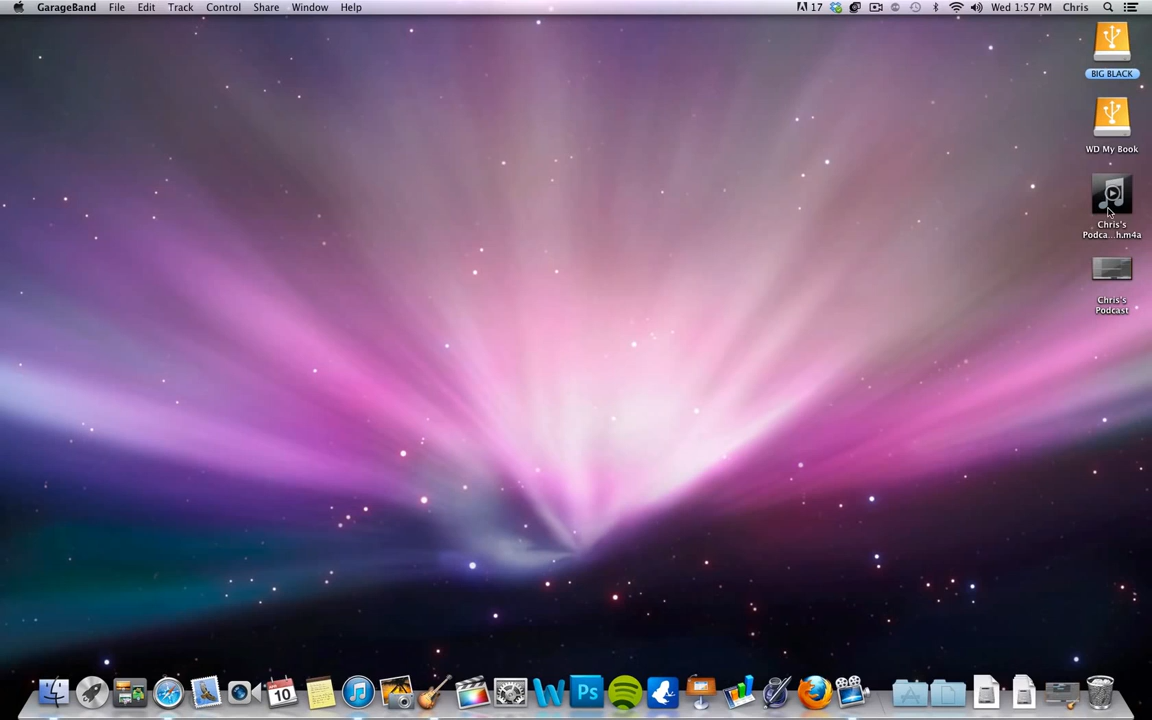 GarageBand File Edit Track Control Share Window Help 17 Wed 1:57 PM Chris
BIG BLACK
WD My Book
Chris's
Podca...h.m4a
Chris's
Podcast
10
W
Ps